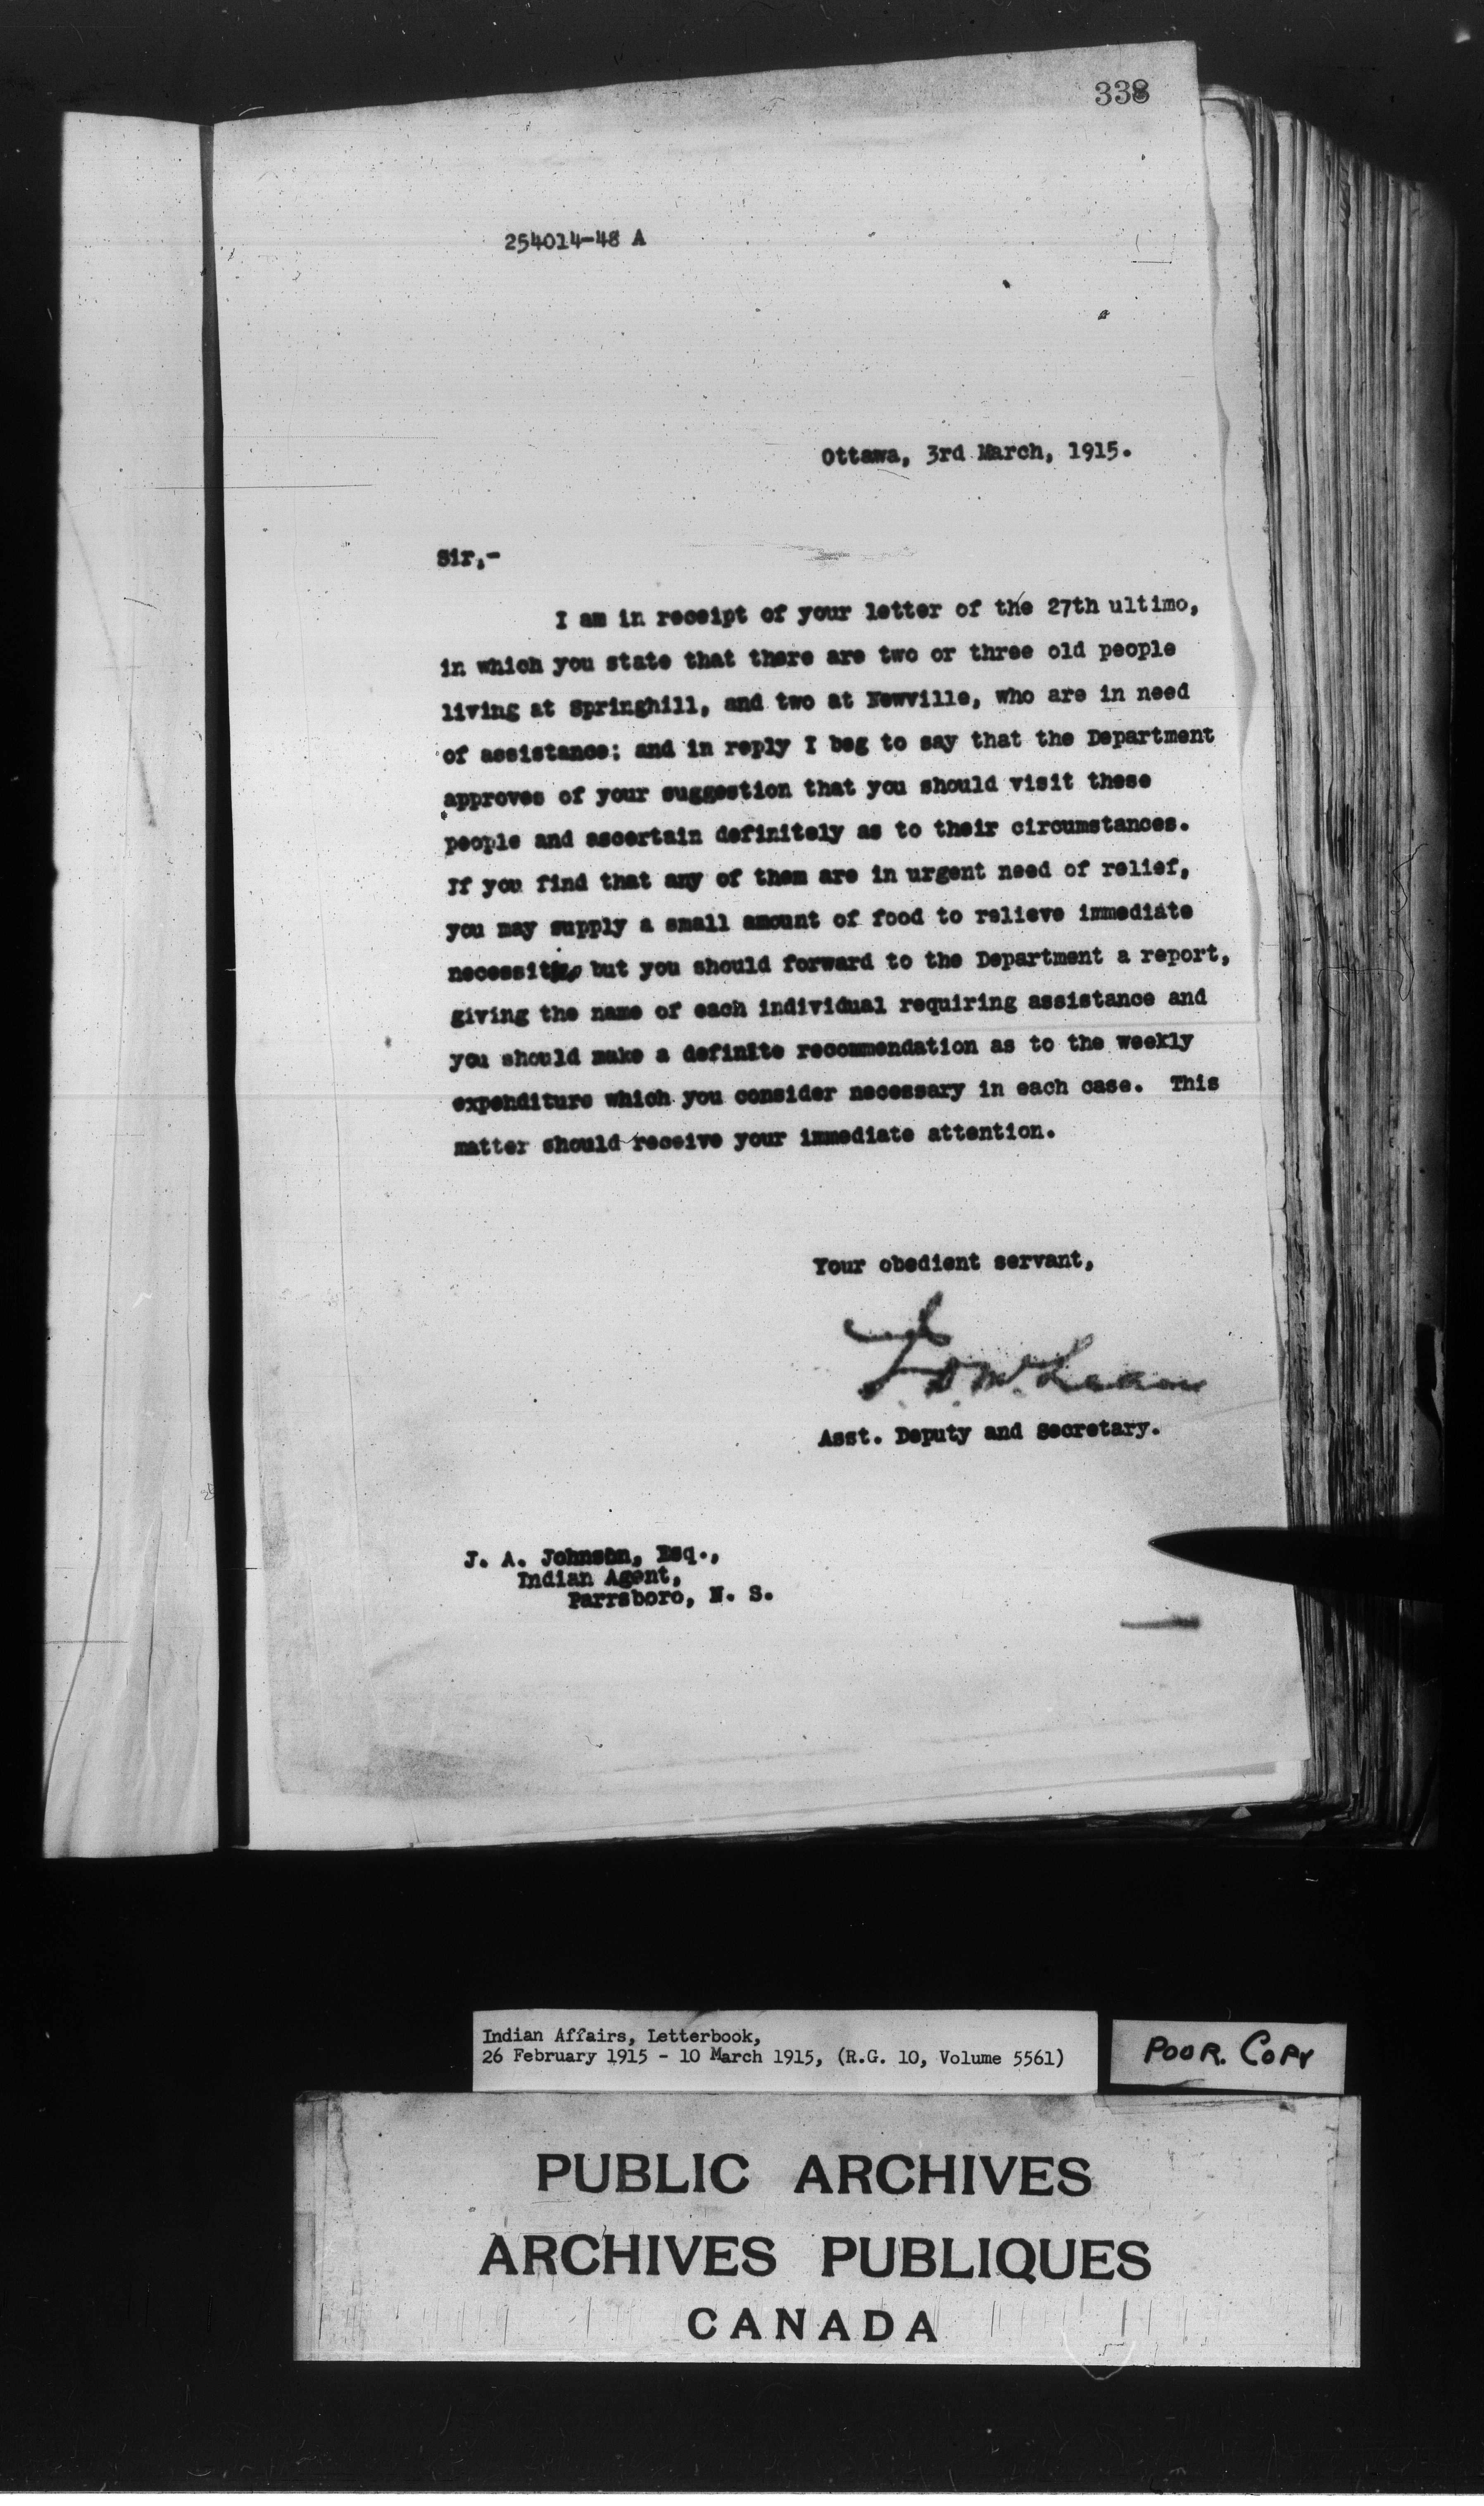 338
254014-48 A
Ottawa, 3rd March, 1915.
Sir,-
I am in receipt of your letter of the 27th ultimo,
in which you state that there are two or three old people
living at Springhill, and two at Newville, who are in need
of assistance; and in reply I beg to say that the Department
approves of your suggestion that you should visit these
people and ascertain definitely as to their circumstances.
If you find that any of them are in urgent need of relief,
you may supply a small amount of food to relieve immediate
but you should forward to the Department a report,
giving the name of each individual requiring assistance and
you should make a definite recommendation as to the weekly
expenditure which you consider necessary in each case. This
matter should receive your immediate attention.
Your obedient servant,
J. D. McLean
Asst. Deputy and Secretary.
J. A. Johnson, Esq.,
Indian Agent,
Parrsboro, N. S.
Indian Affairs, Letterbook,
26 February 1915 - 10 March 1915, (R.G. 10, Volume 5561)
POOR. COPY
PUBLIC ARCHIVES
ARCHIVES PUBLIQUES
CANADA